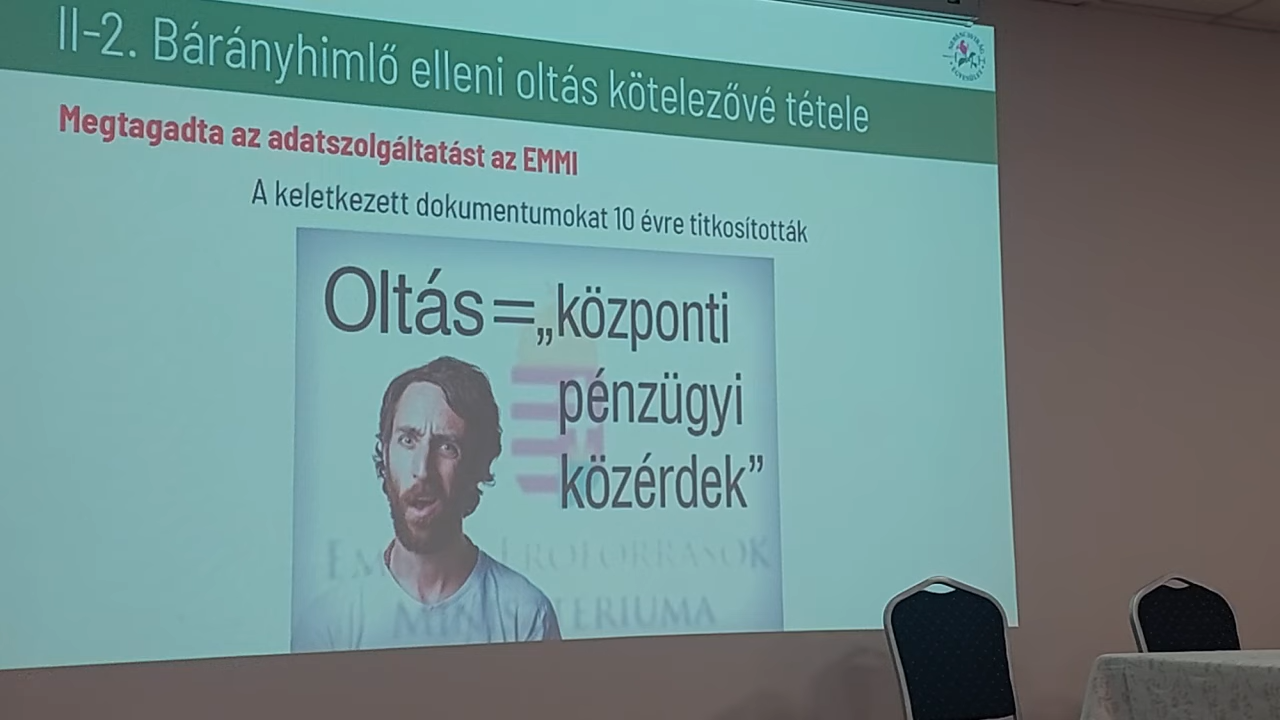 II-2. Bárányhimlő elleni oltás kötelezővé tétele
Megtagadta az adatszolgáltatást az EMMI
A keletkezett dokumentumokat 10 évre titkosították
Oltás=„központi
pénzügyi
közérdek”